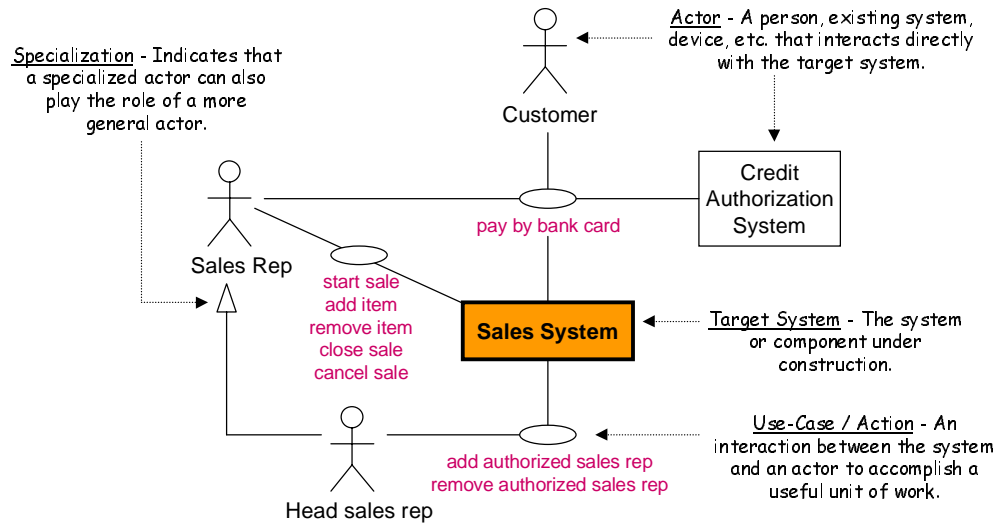 Specialization - Indicates that
a specialized actor can also
play the role of a more
general actor.
Actor - A person, existing system,
device, etc. that interacts directly
with the target system.
Customer
Credit
Authorization
System
pay by bank card
Sales Rep
start sale
add item
remove item
close sale
cancel sale
Sales System
Target System - The system
or component under
construction.
Use-Case / Action - An
interaction between the system
and an actor to accomplish a
useful unit of work.
add authorized sales rep
remove authorized sales rep
Head sales rep